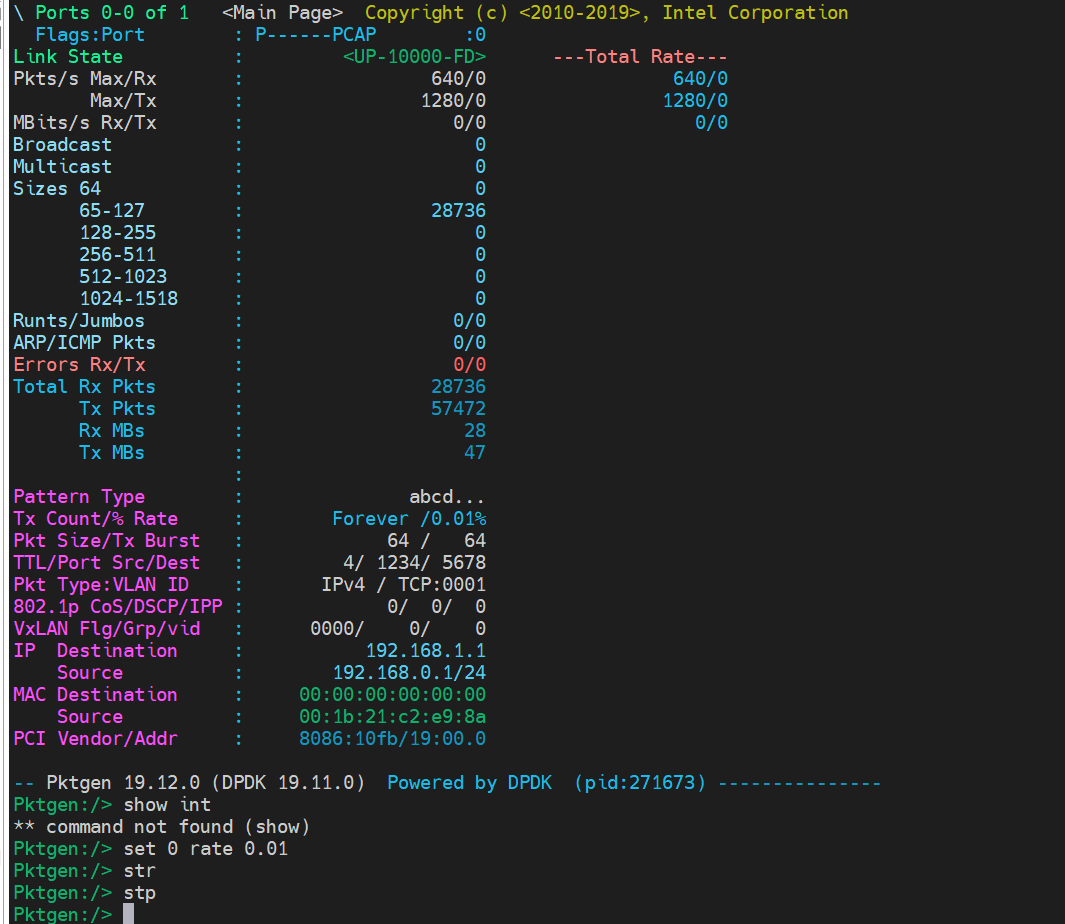 \ Ports 0-0 of 1   <Main Page>  Copyright (c) <2010-2019>, Intel Corporation
  Flags:Port        : P------PCAP        :0
Link State          :         <UP-10000-FD>      ---Total Rate---
Pkts/s Max/Rx       :                 640/0                 640/0
       Max/Tx       :                1280/0                1280/0
MBits/s Rx/Tx       :                   0/0                   0/0
Broadcast           :                     0
Multicast           :                     0
Sizes 64            :                     0
      65-127        :                 28736
      128-255       :                     0
      256-511       :                     0
      512-1023      :                     0
      1024-1518     :                     0
Runts/Jumbos        :                   0/0
ARP/ICMP Pkts       :                   0/0
Errors Rx/Tx        :                   0/0
Total Rx Pkts       :                 28736
      Tx Pkts       :                 57472
      Rx MBs        :                    28
      Tx MBs        :                    47
                    :
Pattern Type        :               abcd...
Tx Count/% Rate     :        Forever /0.01%
Pkt Size/Tx Burst   :             64 /   64
TTL/Port Src/Dest   :         4/ 1234/ 5678
Pkt Type:VLAN ID    :       IPv4 / TCP:0001
802.1p CoS/DSCP/IPP :             0/  0/  0
VxLAN Flg/Grp/vid   :      0000/    0/    0
IP  Destination     :           192.168.1.1
    Source          :        192.168.0.1/24
MAC Destination     :     00:00:00:00:00:00
    Source          :     00:1b:21:c2:e9:8a
PCI Vendor/Addr     :     8086:10fb/19:00.0
-- Pktgen 19.12.0 (DPDK 19.11.0)  Powered by DPDK  (pid:271673) ---------------
Pktgen:/> show int
** command not found (show)
Pktgen:/> set 0 rate 0.01
Pktgen:/> str
Pktgen:/> stp
Pktgen:/>